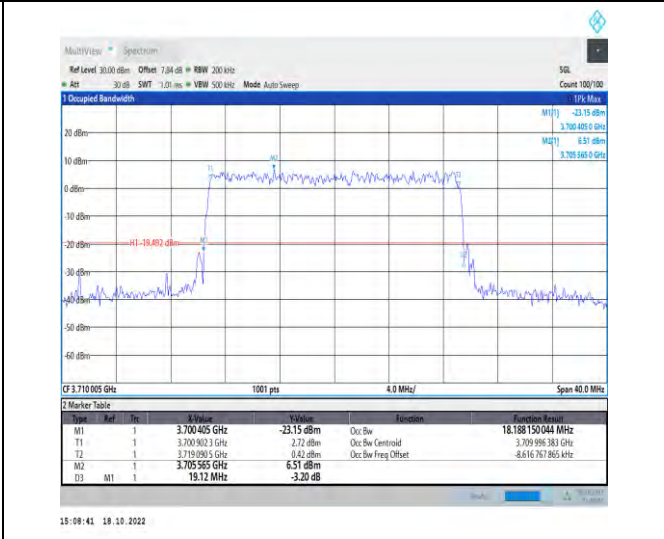 MultiView Spectrum
Ref Level 30.00 dBm Offset 7.84 dB RBW 200 kHz SGL
Att 30 dB SWT 1.01 ms VBW 500 kHz Mode Auto Sweep Count 100/100
1 Occupied Bandwidth 1Pk Max
M1[1] -23.15 dBm
3.700 405 0 GHz
M2[1] 6.51 dBm
3.705 565 0 GHz
20 dBm
10 dBm
M2
T1
T2
0 dBm
-10 dBm
-20 dBm
H1 -19.492 dBm
M1
D3
-30 dBm
-40 dBm
-50 dBm
-60 dBm
CF 3.710 005 GHz 1001 pts 4.0 MHz/ Span 40.0 MHz
2 Marker Table
Type Ref Trc X-Value Y-Value Function Function Result
M1 1 3.700 405 GHz -23.15 dBm Occ Bw 18.188 150 044 MHz
T1 1 3.700 902 3 GHz 2.72 dBm Occ Bw Centroid 3.709 996 383 GHz
T2 1 3.719 090 5 GHz 0.42 dBm Occ Bw Freq Offset -8.616 767 865 kHz
M2 1 3.705 565 GHz 6.51 dBm
D3 M1 1 19.12 MHz -3.20 dB
15:08:41 18.10.2022